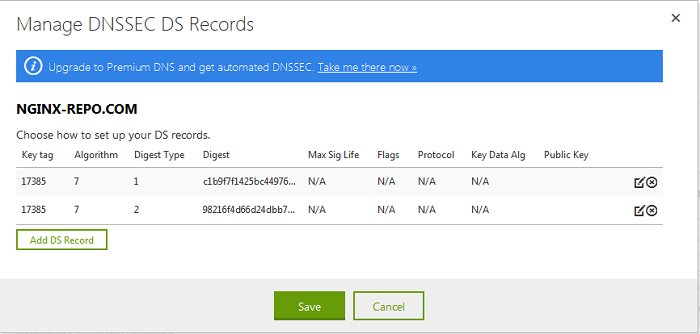 Manage DNSSEC DS Records
Upgrade to Premium DNS and get automated DNSSEC. Take me there now »
NGINX-REPO.COM
Choose how to set up your DS records.
Key tag Algorithm Digest Type Digest Max Sig Life Flags Protocol Key Data Alg Public Key
17385 7 1 c1b9f7f1425bc44976... N/A N/A N/A N/A
17385 7 2 98216f4d66d24dbb7... N/A N/A N/A N/A
Add DS Record
Save Cancel